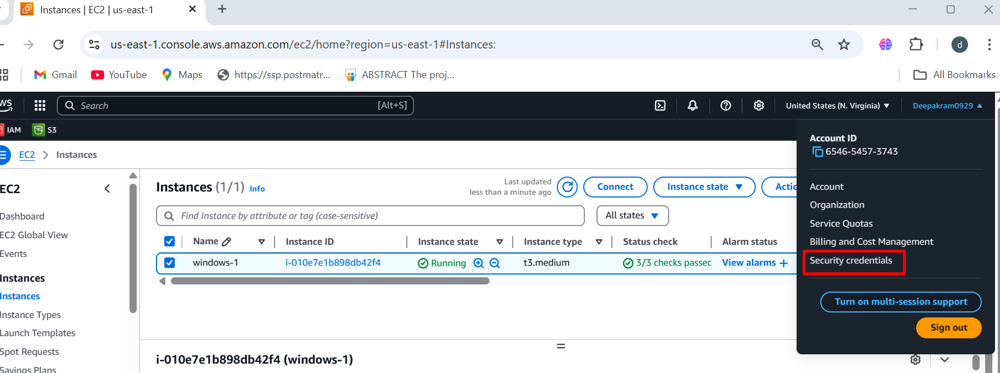 Instances | EC2 | us-east-1
us-east-1.console.aws.amazon.com/ec2/home?region=us-east-1#Instances:
d
Gmail
YouTube
Maps
https://ssp.postmatr...
ABSTRACT The proj...
All Bookmarks
Search
[Alt+S]
United States (N. Virginia)
Deepakram0929
IAM
S3
EC2
Instances
Account ID
6546-5457-3743
Account
Organization
Service Quotas
Billing and Cost Management
Security credentials
Turn on multi-session support
Sign out
EC2
Dashboard
EC2 Global View
Events
Instances
Instances
Instance Types
Launch Templates
Spot Requests
Savings Plans
Instances (1/1) Info
Last updated
less than a minute ago
Connect
Instance state
Actio
Find Instance by attribute or tag (case-sensitive)
All states
Name
Instance ID
Instance state
Instance type
Status check
Alarm status
windows-1
i-010e7e1b898db42f4
Running
t3.medium
3/3 checks passed
View alarms +
i-010e7e1b898db42f4 (windows-1)